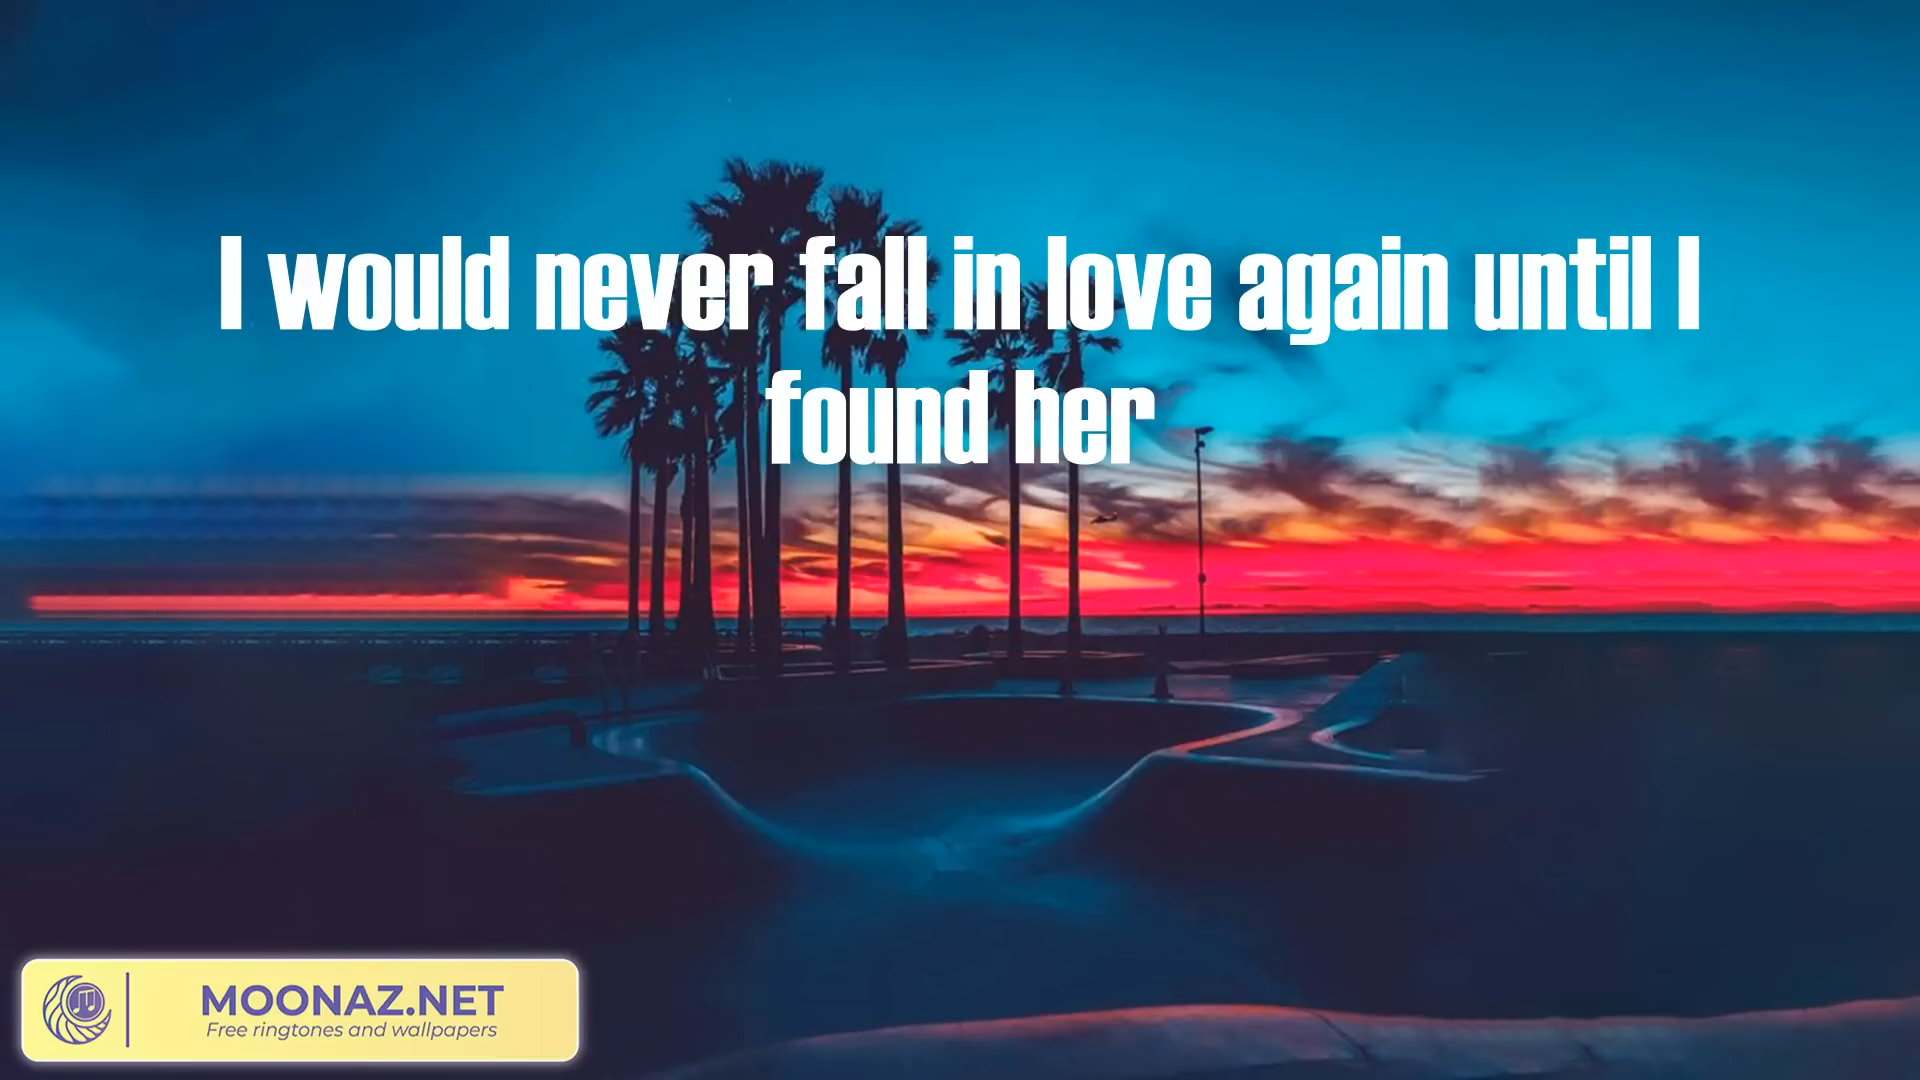 I would never fall in love again until I
found her
MOONAZ.NET
Free ringtones and wallpapers